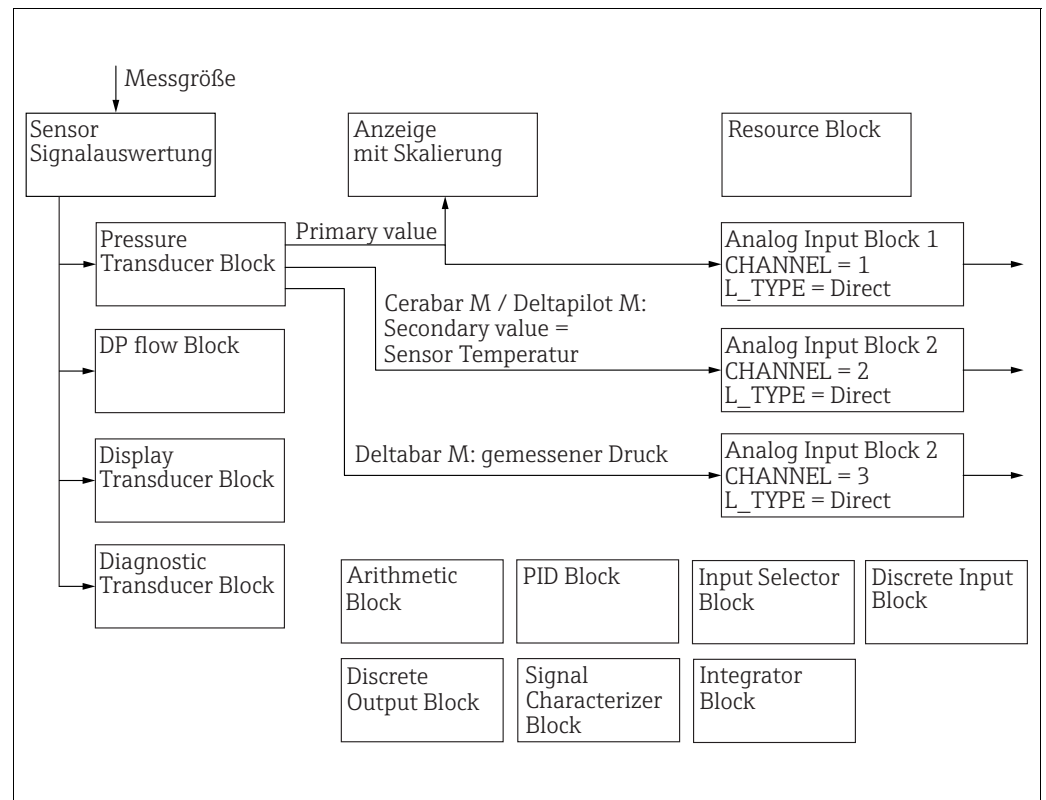 Messgröße
Sensor
Signalauswertung
Anzeige
mit Skalierung
Resource Block
Pressure
Transducer Block
Primary value
Analog Input Block 1
CHANNEL = 1
L_TYPE = Direct
Cerabar M / Deltapilot M:
Secondary value =
Sensor Temperatur
DP flow Block
Analog Input Block 2
CHANNEL = 2
L_TYPE = Direct
Display
Transducer Block
Deltabar M: gemessener Druck
Analog Input Block 2
CHANNEL = 3
L_TYPE = Direct
Diagnostic
Transducer Block
Arithmetic
Block
PID Block
Input Selector
Block
Discrete Input
Block
Discrete
Output Block
Signal
Characterizer
Block
Integrator
Block